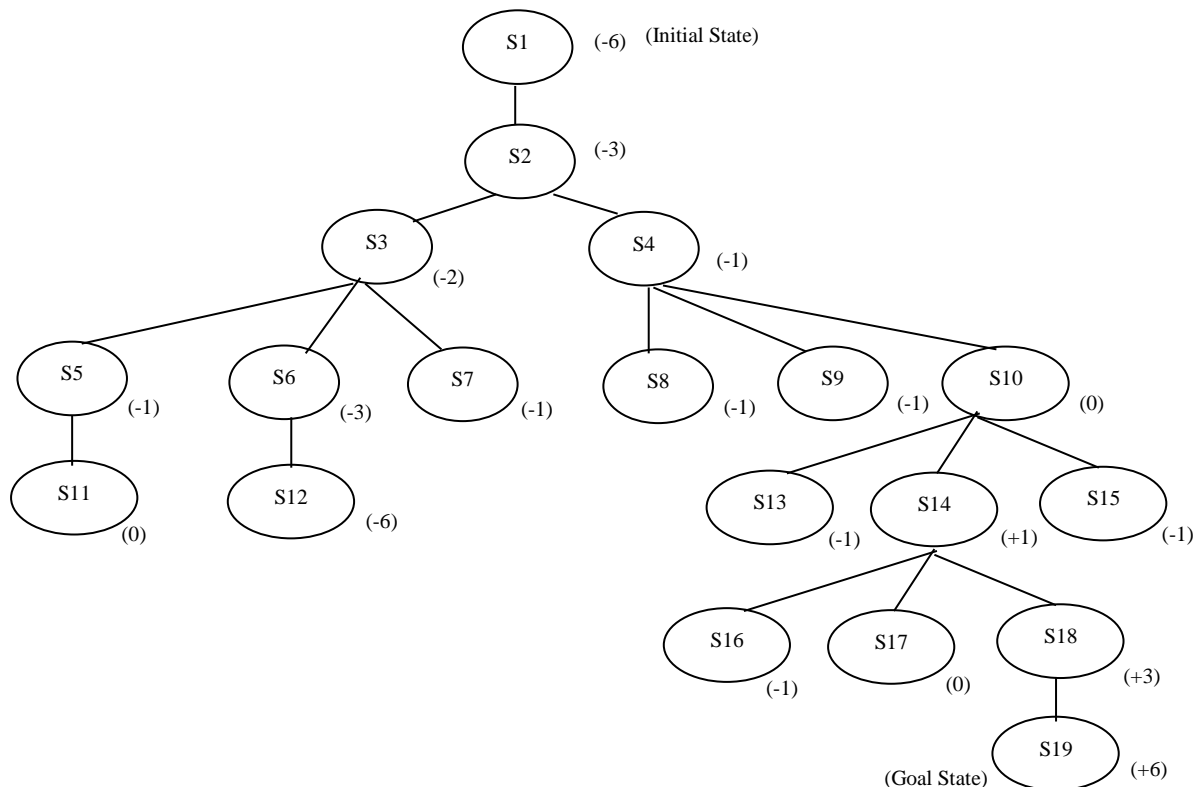 S1 (-6) (Initial State)
S2 (-3)
S3 (-2) S4 (-1)
S5 (-1) S6 (-3) S7 (-1) S8 (-1) S9 (-1) S10 (0)
S11 (0) S12 (-6) S13 (-1) S14 (+1) S15 (-1)
S16 (-1) S17 (0) S18 (+3)
S19 (+6)
(Goal State)